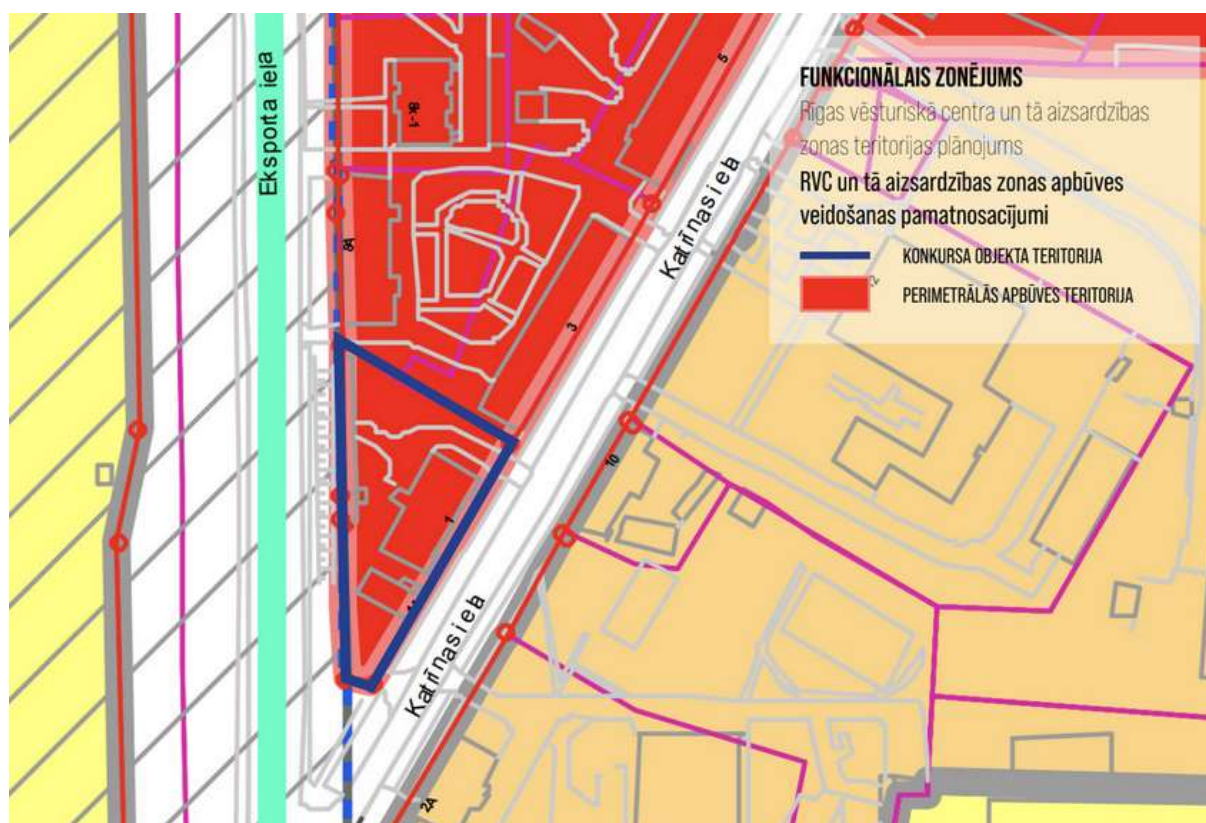 FUNKCIONĀLAIS ZONĒJUMS
Rīgas vēsturiskā centra un tā aizsardzības
zonas teritorijas plānojums
RVC un tā aizsardzības zonas apbūves
veidošanas pamatnosacījumi
KONKURSA OBJEKTA TERITORIJA
PERIMETRĀLĀS APBŪVES TERITORIJA
Eksporta iela
8k-1
5
Katrīnas iela
8A
3
10
1
Katrīnas iela
2A